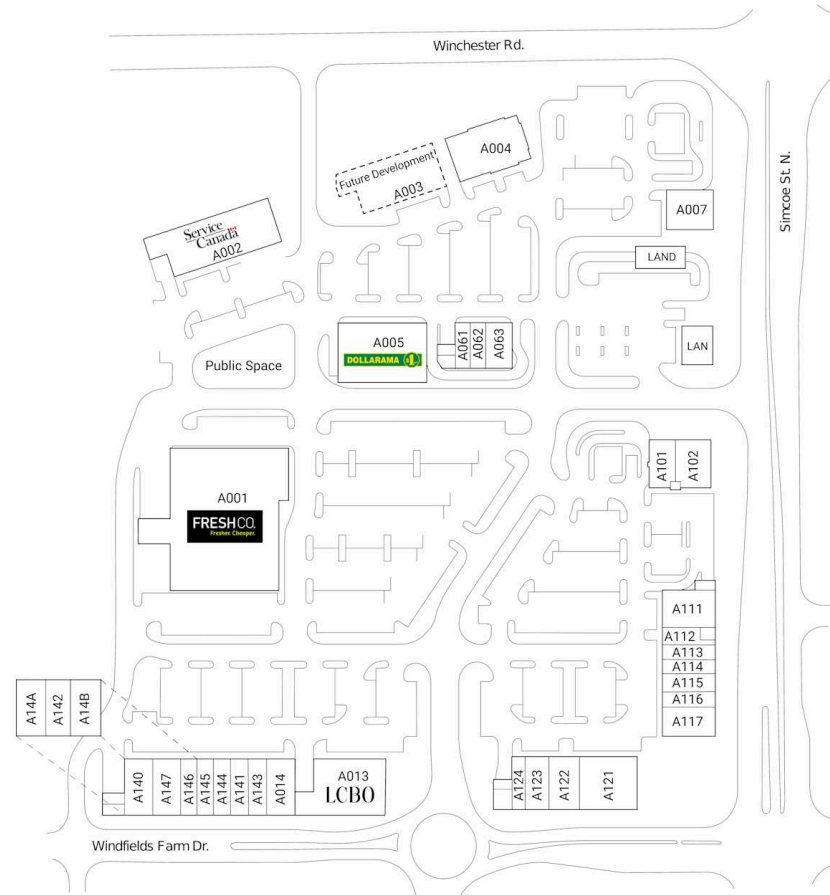 Winchester Rd.
Simcoe St. N.
Future Development
A003
A004
A007
Service
Canada
A002
LAND
A005
DOLLARAMA
A061
A062
A063
LAN
Public Space
A101
A102
A001
FRESHCO.
Fresher. Cheaper.
A111
A112
A113
A114
A115
A116
A117
A14A
A142
A14B
A140
A147
A146
A145
A144
A141
A143
A014
A013
LCBO
A124
A123
A122
A121
Windfields Farm Dr.